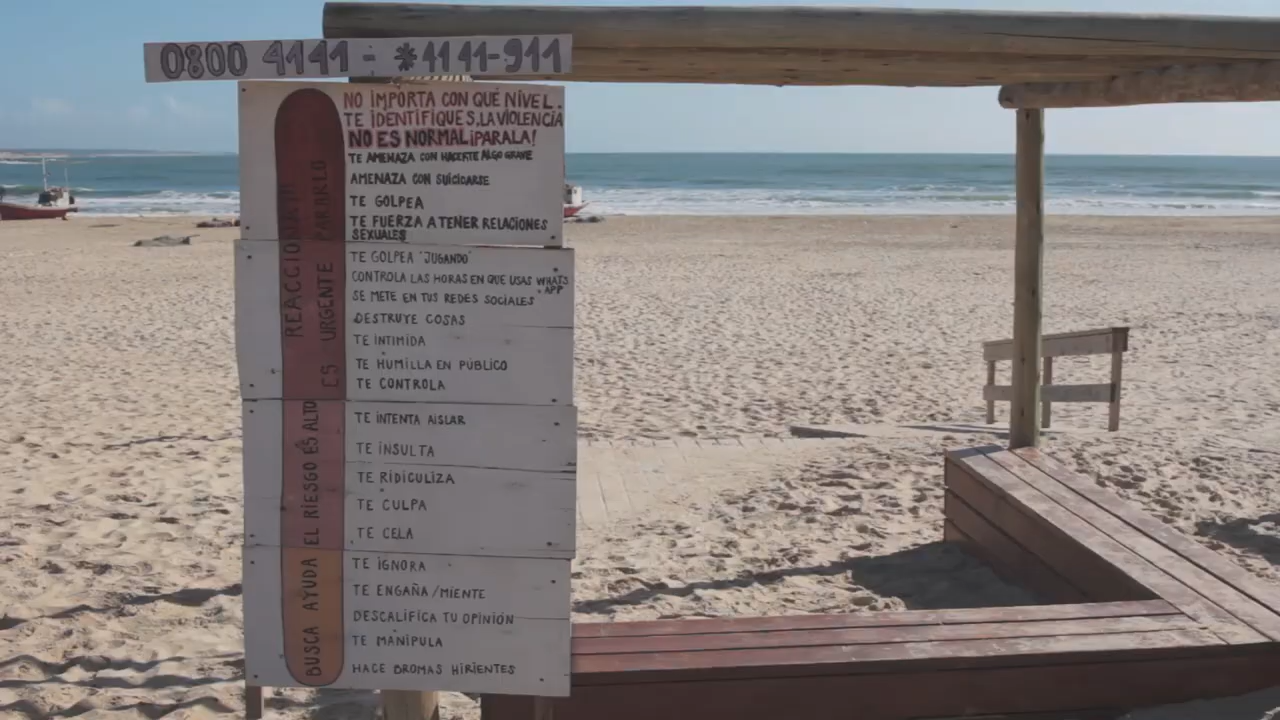 0800 4141 - *4141-911
NO IMPORTA CON QUÉ NIVEL
TE IDENTIFIQUES, LA VIOLENCIA
NO ES NORMAL ¡PARALA!
TE AMENAZA CON HACERTE ALGO GRAVE
AMENAZA CON SUICIDARSE
TE GOLPEA
TE FUERZA A TENER RELACIONES
SEXUALES
TE GOLPEA "JUGANDO"
CONTROLA LAS HORAS EN QUE USAS WHATS
APP
SE METE EN TUS REDES SOCIALES
DESTRUYE COSAS
TE INTIMIDA
TE HUMILLA EN PÚBLICO
TE CONTROLA
TE INTENTA AISLAR
TE INSULTA
TE RIDICULIZA
TE CULPA
TE CELA
TE IGNORA
TE ENGAÑA/MIENTE
DESCALIFICA TU OPINIÓN
TE MANIPULA
HACE BROMAS HIRIENTES
REACCIONA!!!
ES URGENTE PARARLO
EL RIESGO ES ALTO
BUSCA AYUDA